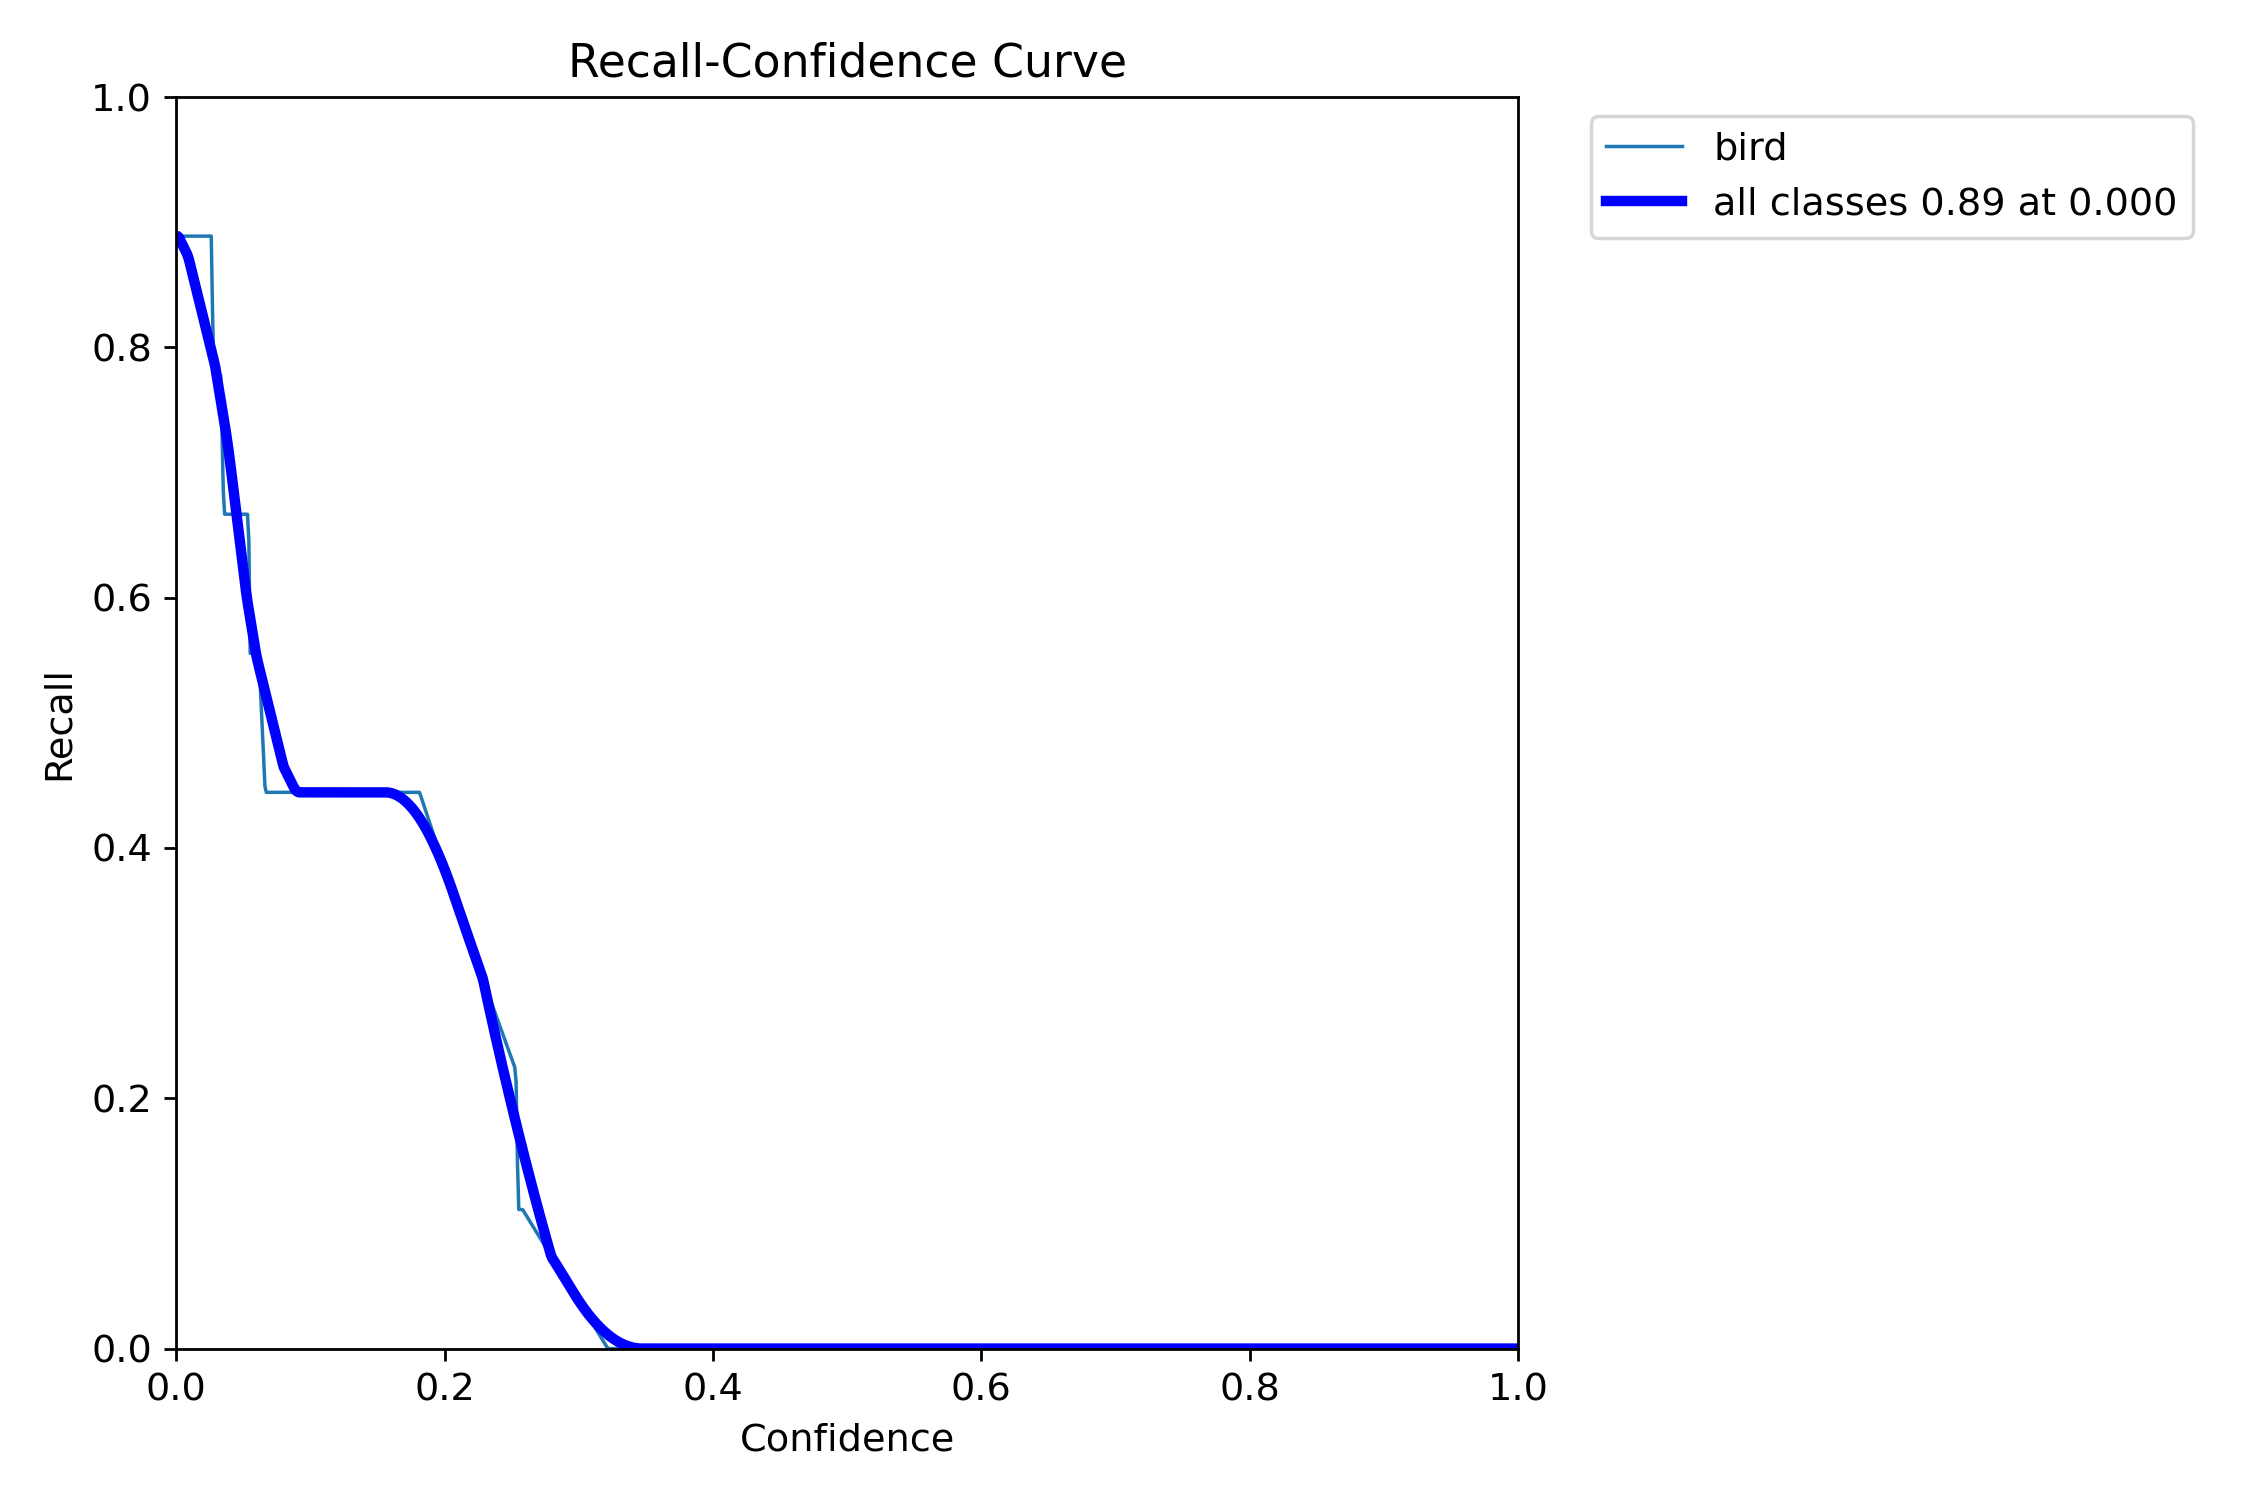 Recall-Confidence Curve
1.0
0.8
0.6
0.4
0.2
0.0
Recall
0.0 0.2 0.4 0.6 0.8 1.0
Confidence
bird
all classes 0.89 at 0.000